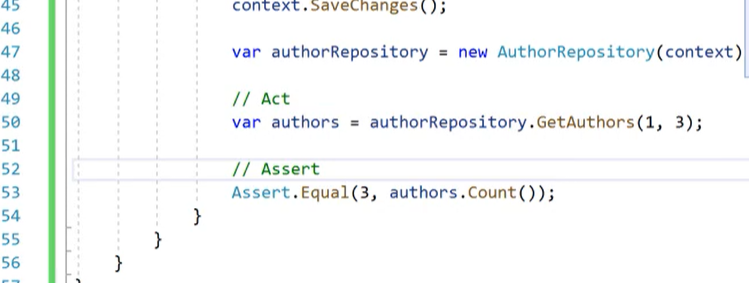 45 context.SaveChanges();
46
47 var authorRepository = new AuthorRepository(context)
48
49 // Act
50 var authors = authorRepository.GetAuthors(1, 3);
51
52 // Assert
53 Assert.Equal(3, authors.Count());
54 }
55 }
56 }
57 }